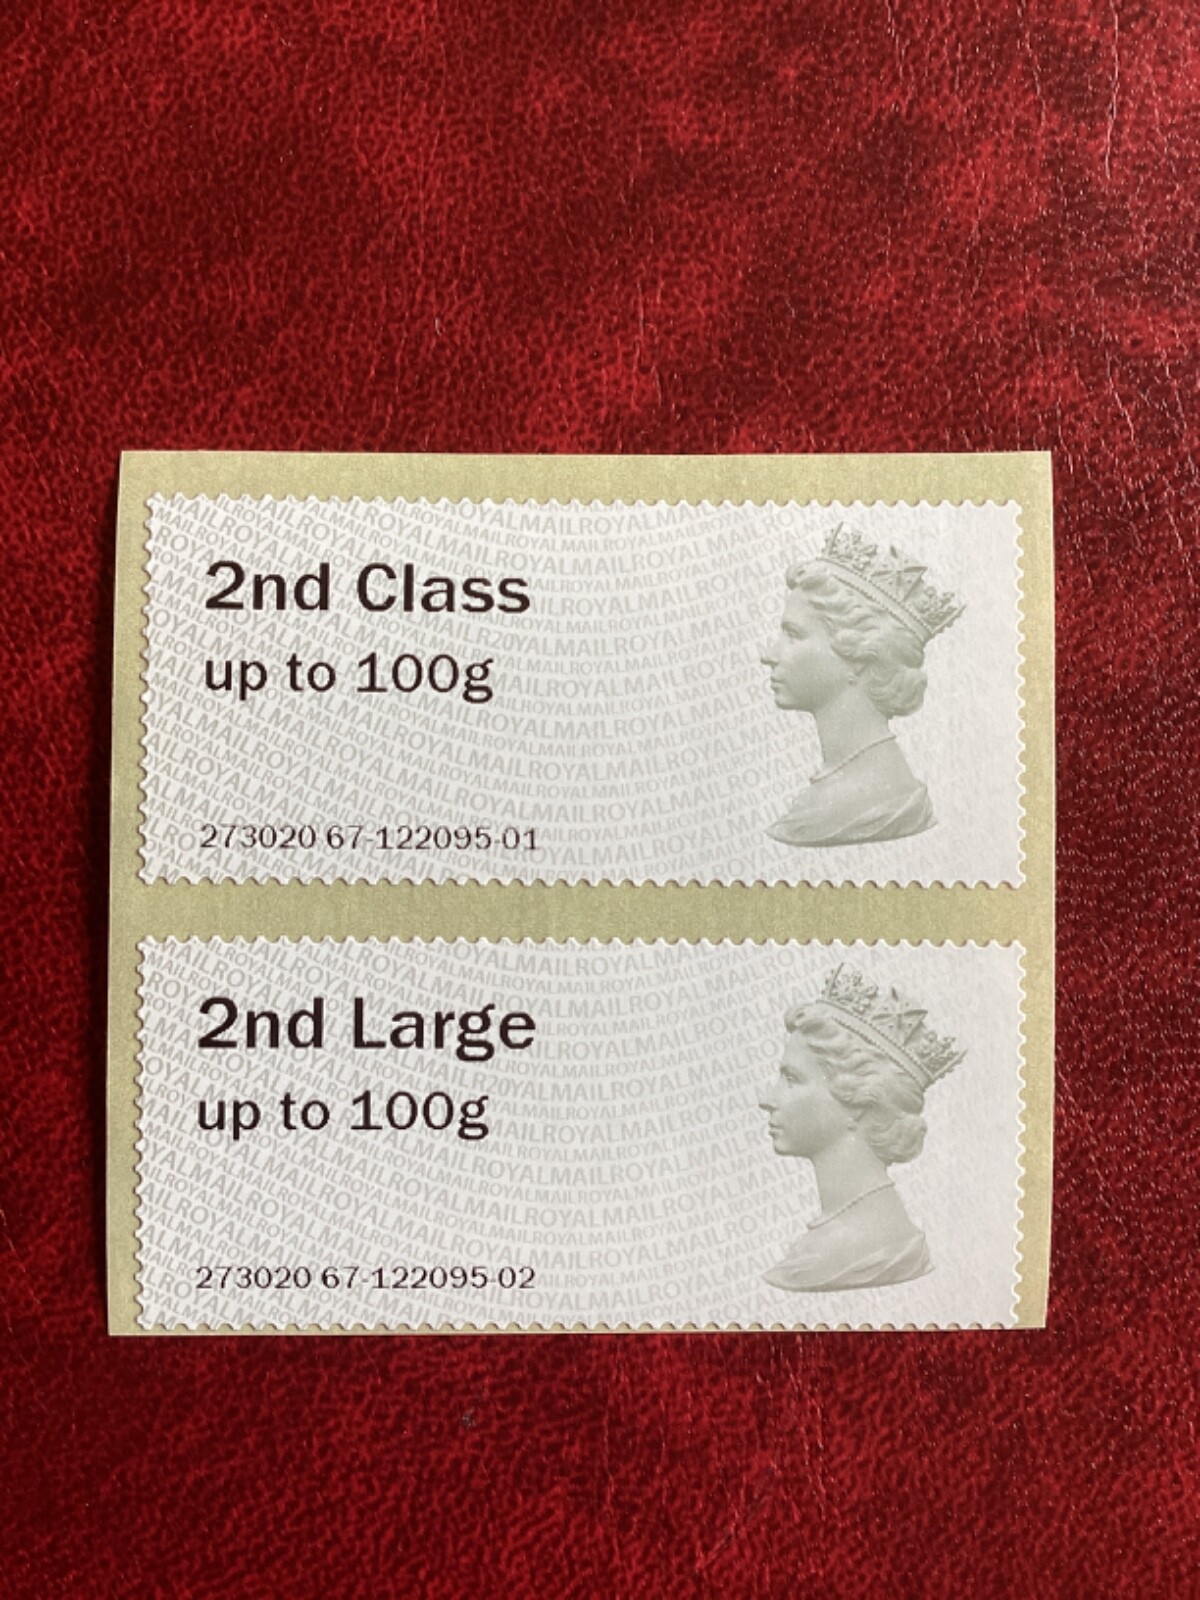 2nd Class
up to 100g
273020 67-122095-01
2nd Large
up to 100g
273020 67-122095-02